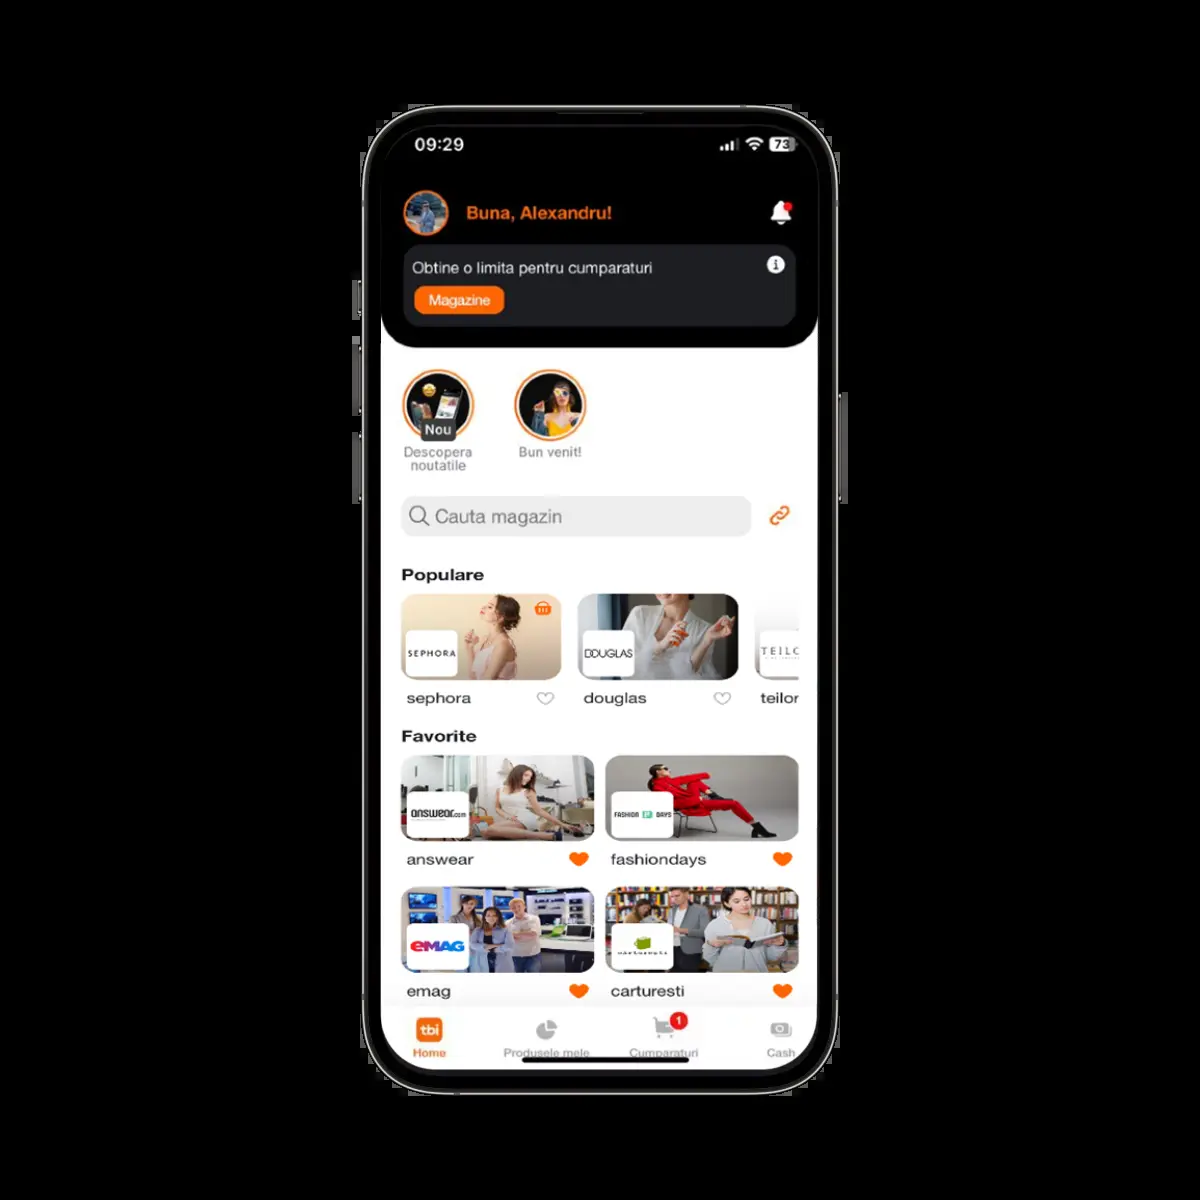 09:29
73
Buna, Alexandru!
Obtine o limita pentru cumparaturi
Magazine
Nou
Descopera
noutatile
Bun venit!
Cauta magazin
Populare
SEPHORA
DOUGLAS
TEILO
sephora
douglas
teilor
Favorite
answear.com
FASHION DAYS
answear
fashiondays
eMAG
cărturești
emag
carturesti
tbi
1
Home
Produsele mele
Cumparaturi
Cash